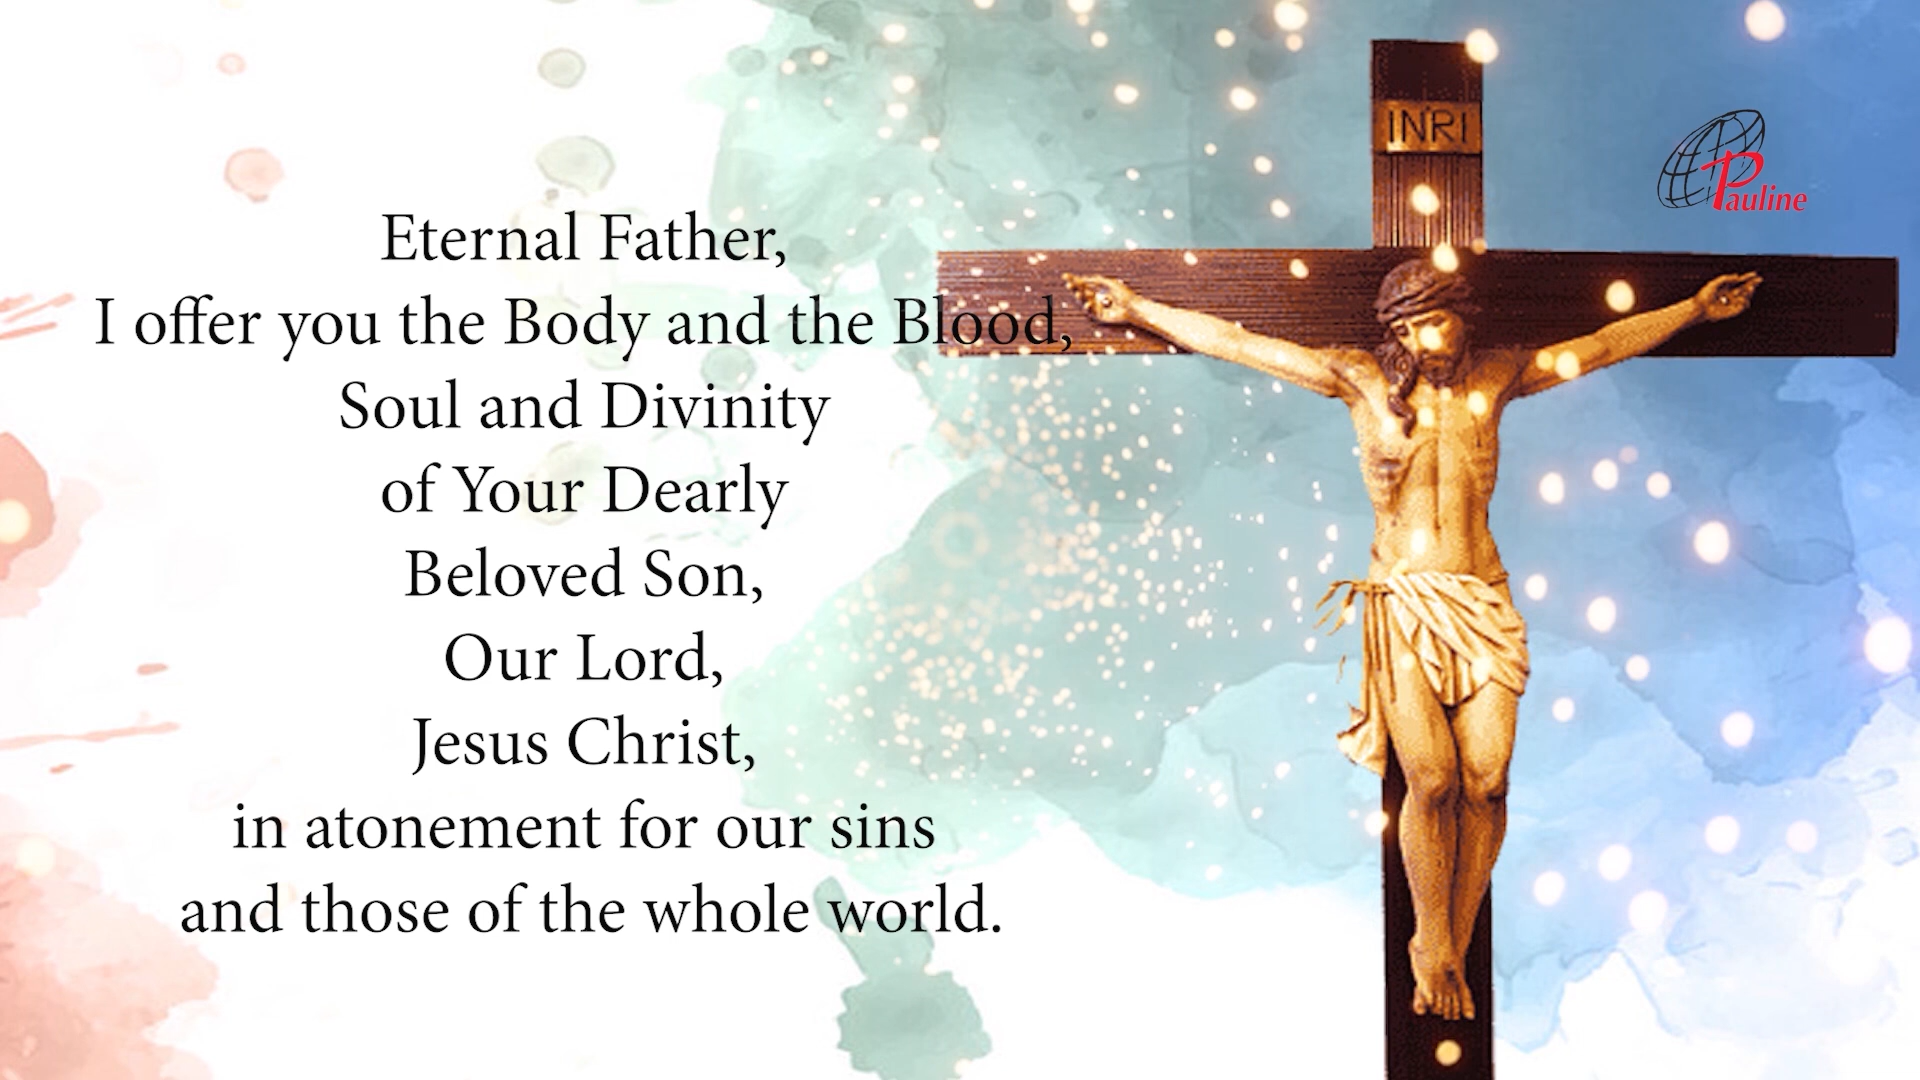 Eternal Father,
I offer you the Body and the Blood,
Soul and Divinity
of Your Dearly
Beloved Son,
Our Lord,
Jesus Christ,
in atonement for our sins
and those of the whole world.
INRI
Pauline